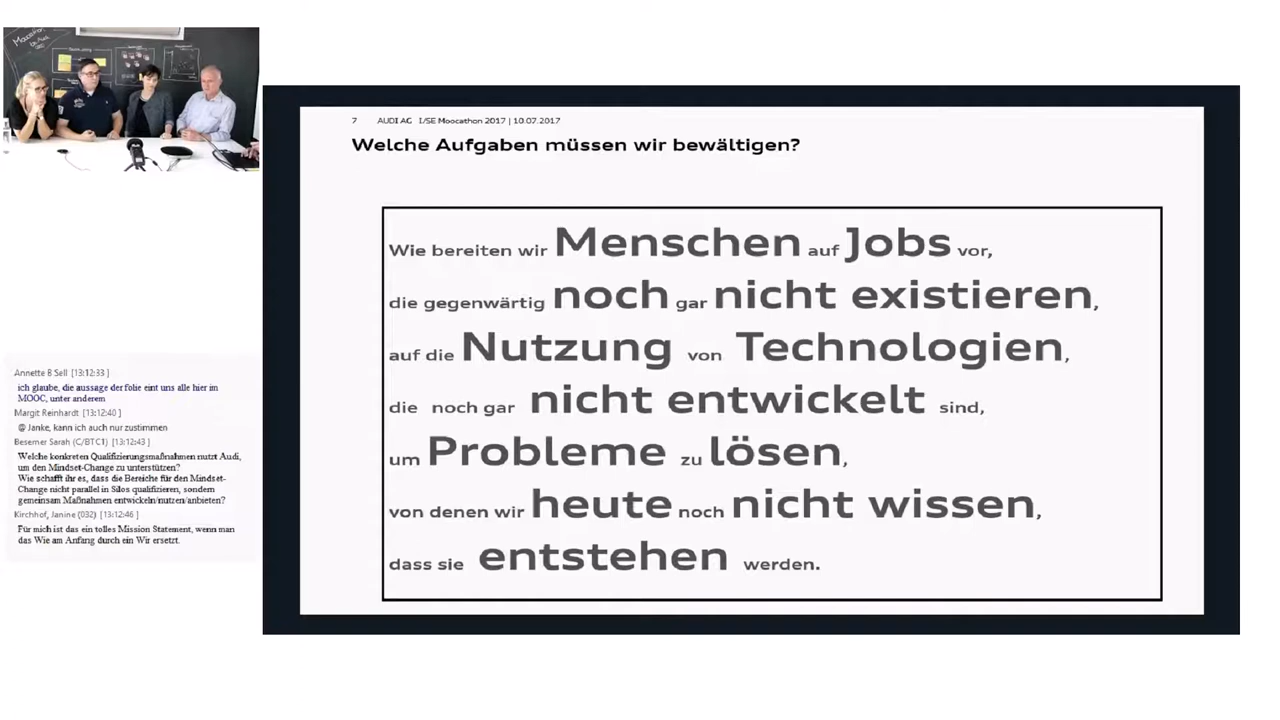 Moocathon
bei Audi
7 AUDI AG I/SE Moocathon 2017 | 10.07.2017
Welche Aufgaben müssen wir bewältigen?
Wie bereiten wir Menschen auf Jobs vor,
die gegenwärtig noch gar nicht existieren,
auf die Nutzung von Technologien,
die noch gar nicht entwickelt sind,
um Probleme zu lösen,
von denen wir heute noch nicht wissen,
dass sie entstehen werden.
Annette B Sell [13:12:33 ]
ich glaube, die aussage der folie eint uns alle hier im
MOOC, unter anderem
Margit Reinhardt [13:12:40 ]
@ Janke, kann ich auch nur zustimmen
Besemer Sarah (C/BTC1) [13:12:43 ]
Welche konkreten Qualifizierungsmaßnahmen nutzt Audi,
um den Mindset-Change zu unterstützen?
Wie schafft ihr es, dass die Bereiche für den Mindset-
Change nicht parallel in Silos qualifizieren, sondern
gemeinsam Maßnahmen entwickeln/nutzen/anbieten?
Kirchhof, Janine (032) [13:12:46 ]
Für mich ist das ein tolles Mission Statement, wenn man
das Wie am Anfang durch ein Wir ersetzt.